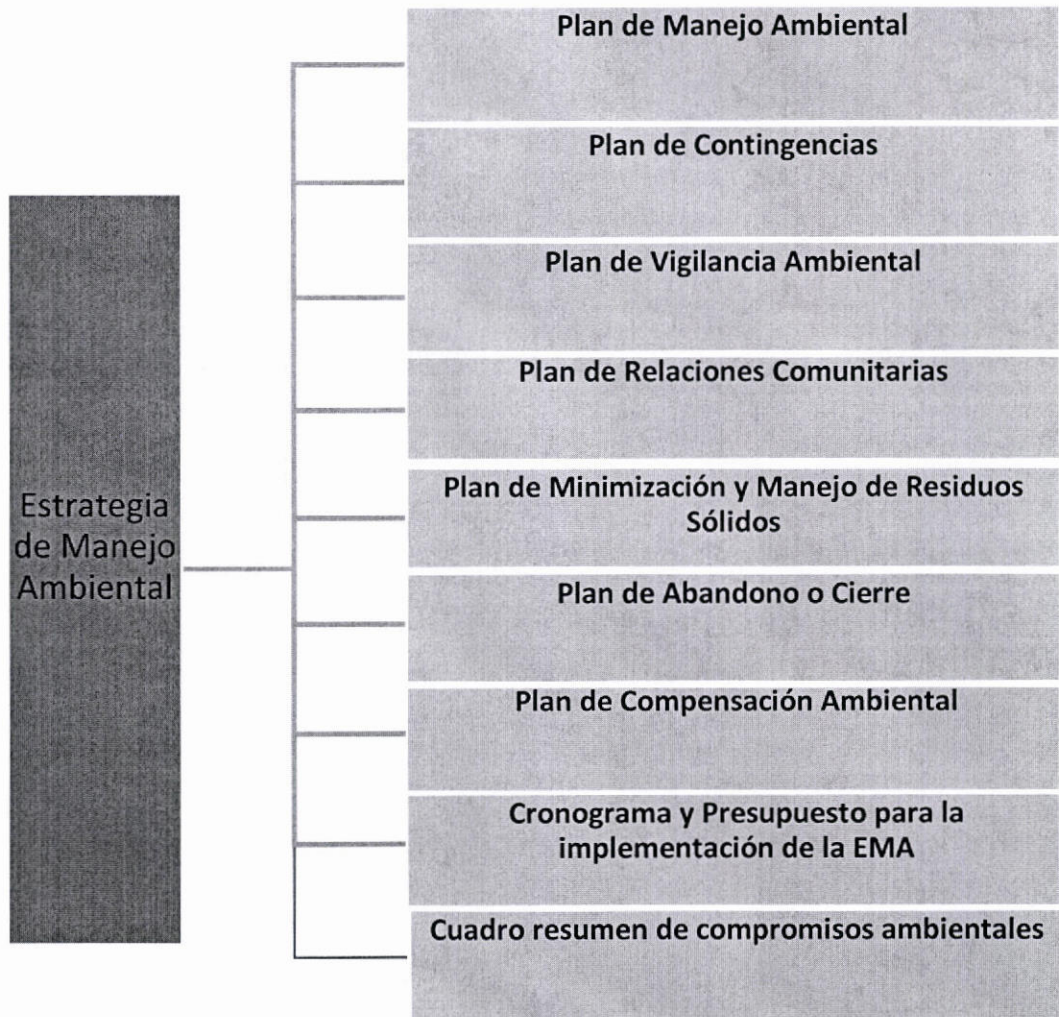 Estrategia
de Manejo
Ambiental
Plan de Manejo Ambiental
Plan de Contingencias
Plan de Vigilancia Ambiental
Plan de Relaciones Comunitarias
Plan de Minimización y Manejo de Residuos
Sólidos
Plan de Abandono o Cierre
Plan de Compensación Ambiental
Cronograma y Presupuesto para la
implementación de la EMA
Cuadro resumen de compromisos ambientales